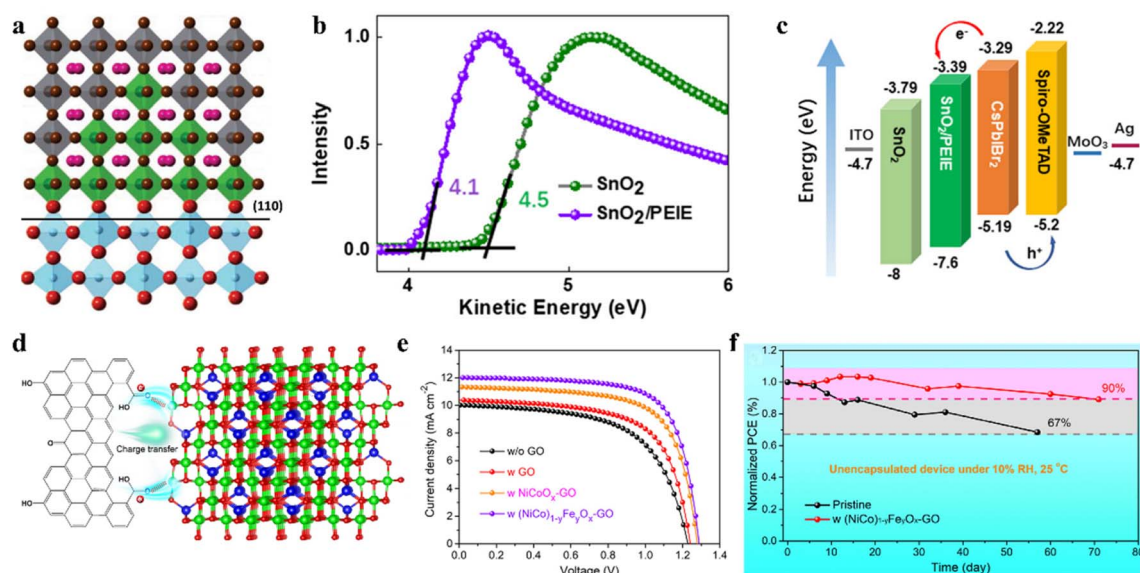 a
(110)
b
Intensity
1.0
0.5
0.0
4.1
4.5
SnO₂
SnO₂/PEIE
4
5
6
Kinetic Energy (eV)
c
Energy (eV)
e⁻
-2.22
-3.29
-3.39
-3.79
ITO
-4.7
SnO₂
SnO₂/PEIE
CsPbIBr₂
Spiro-OMeTAD
MoO₃
Ag
-4.7
-5.19
-5.2
-7.6
-8
h⁺
d
HO
HO
O
Charge transfer
HO
HO
e
Current density (mA cm⁻²)
14
12
10
8
6
4
2
0
w/o GO
w GO
w NiCoOₓ-GO
w (NiCo)₁₋yFeyOₓ-GO
0.0
0.2
0.4
0.6
0.8
1.0
1.2
1.4
Voltage (V)
f
Normalized PCE (%)
1.2
1.0
0.8
0.6
0.4
0.2
0.0
90%
67%
Unencapsulated device under 10% RH, 25 °C
Pristine
w (NiCo)₁₋yFeyOₓ-GO
0
10
20
30
40
50
60
70
80
Time (day)